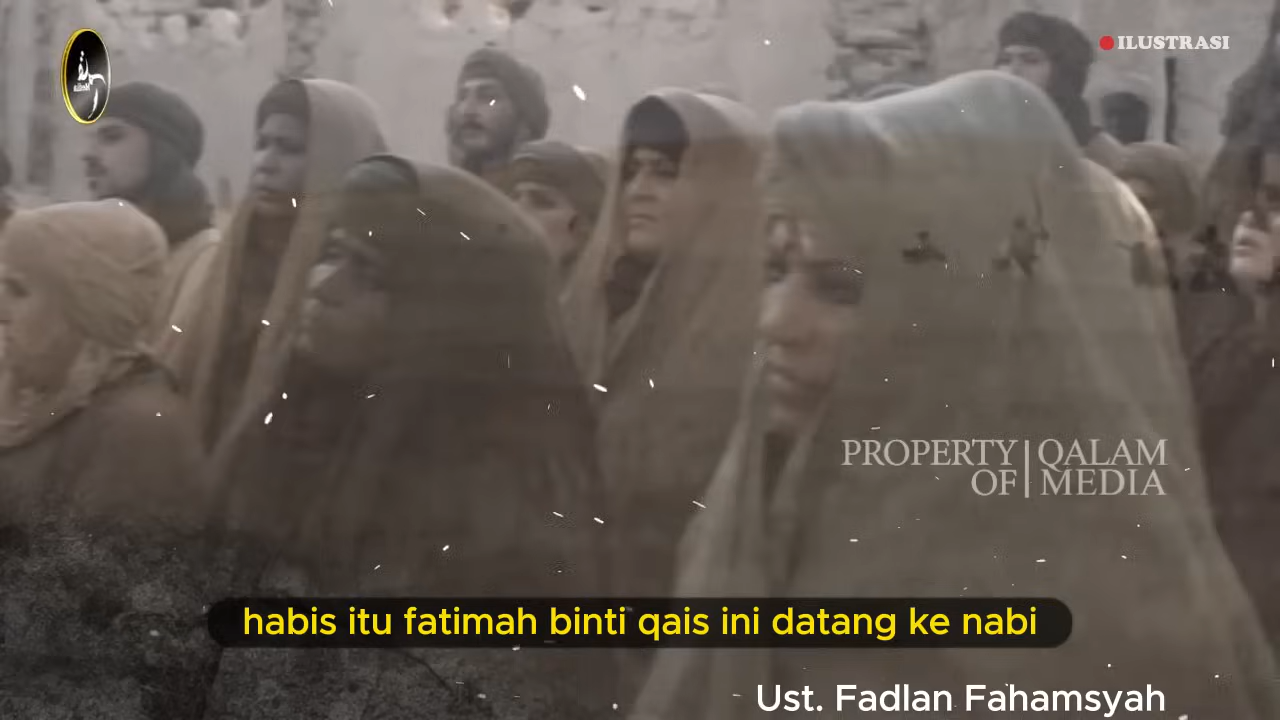 ILUSTRASI
PROPERTY OF | QALAM MEDIA
habis itu fatimah binti qais ini datang ke nabi
Ust. Fadlan Fahamsyah